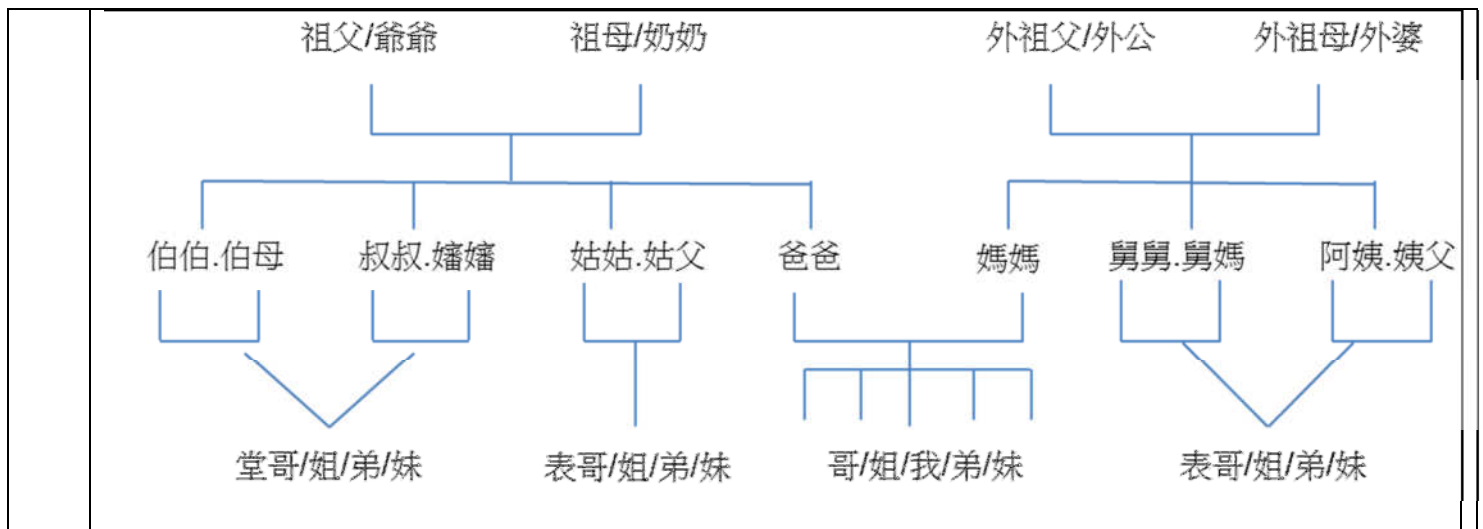 祖父/爺爺 祖母/奶奶 外祖父/外公 外祖母/外婆
伯伯.伯母 叔叔.嬸嬸 姑姑.姑父 爸爸 媽媽 舅舅.舅媽 阿姨.姨父
堂哥/姐/弟/妹 表哥/姐/弟/妹 哥/姐/我/弟/妹 表哥/姐/弟/妹